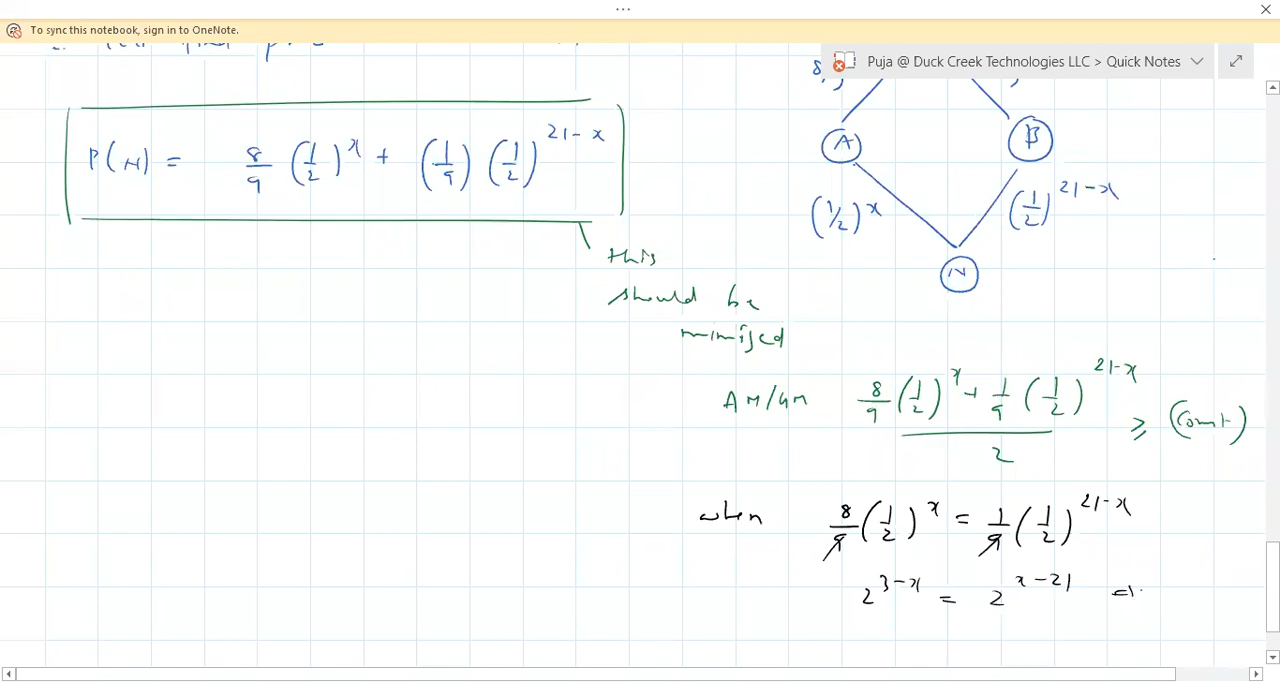 To sync this notebook, sign in to OneNote.
Puja @ Duck Creek Technologies LLC > Quick Notes
P(N) = 8/9 (1/2)^x + (1/9) (1/2)^21-x
A
B
(1/2)^x
(1/2)^21-x
N
this
should be
minimised
AM/GM 8/9 (1/2)^x + 1/9 (1/2)^21-x / 2 ≥ (Const)
when 8/9 (1/2)^x = 1/9 (1/2)^21-x
2^3-x = 2^x-21 =>